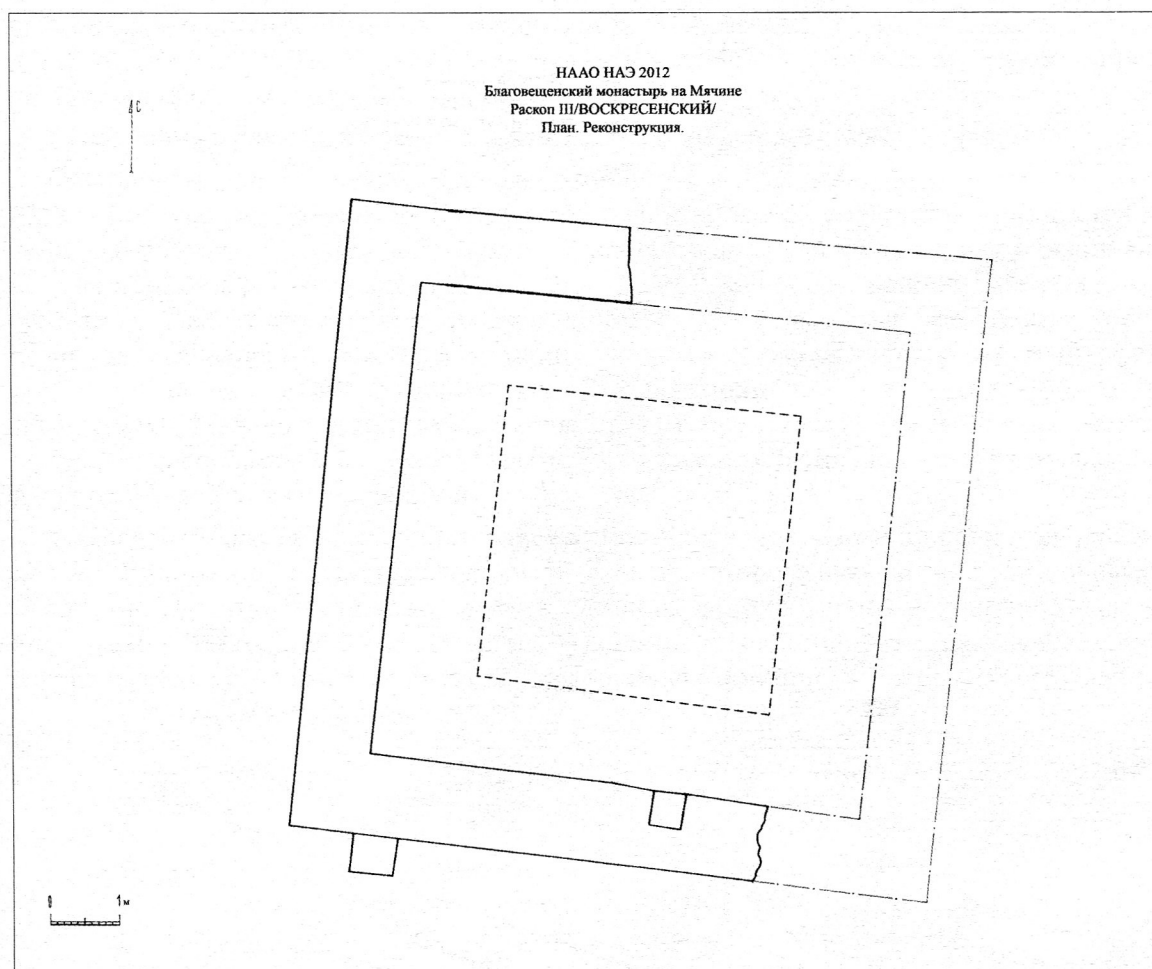 НААО НАЭ 2012
Благовещенский монастырь на Мячине
Раскоп III/ВОСКРЕСЕНСКИЙ/
План. Реконструкция.
С
0 1м